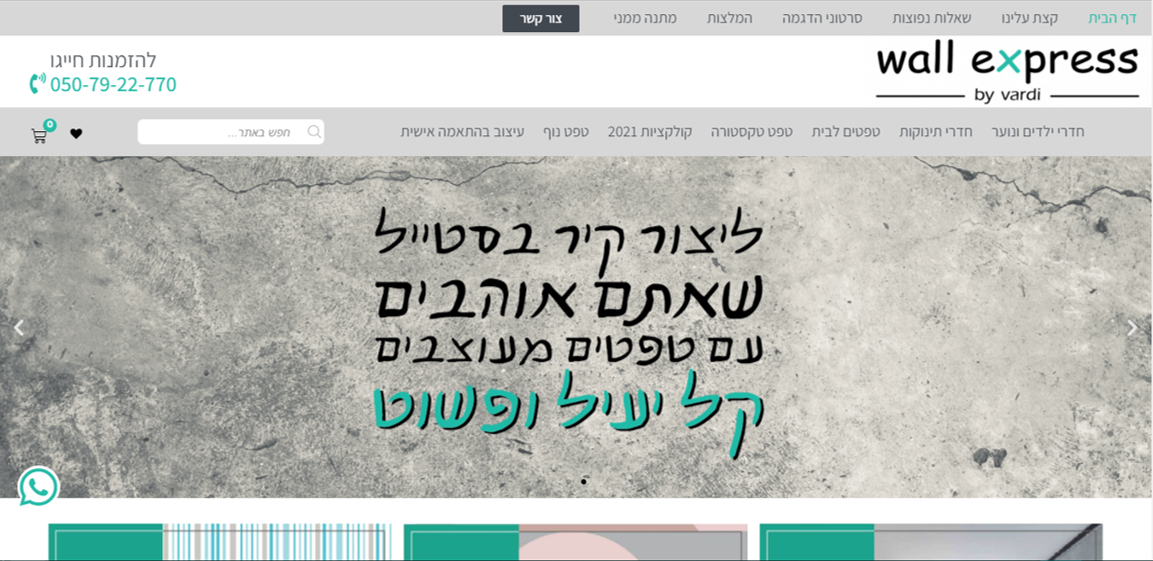 דף הבית
קצת עלינו
שאלות נפוצות
סרטוני הדגמה
המלצות
מתנה ממני
צור קשר
wall express
by vardi
להזמנות חייגו
050-79-22-770
חדרי ילדים ונוער
חדרי תינוקות
טפטים לבית
טפט טקסטורה
קולקציות 2021
טפט נוף
עיצוב בהתאמה אישית
חפש באתר...
0
ליצור קיר בסטייל
שאתם אוהבים
עם טפטים מעוצבים
קל יעיל ופשוט